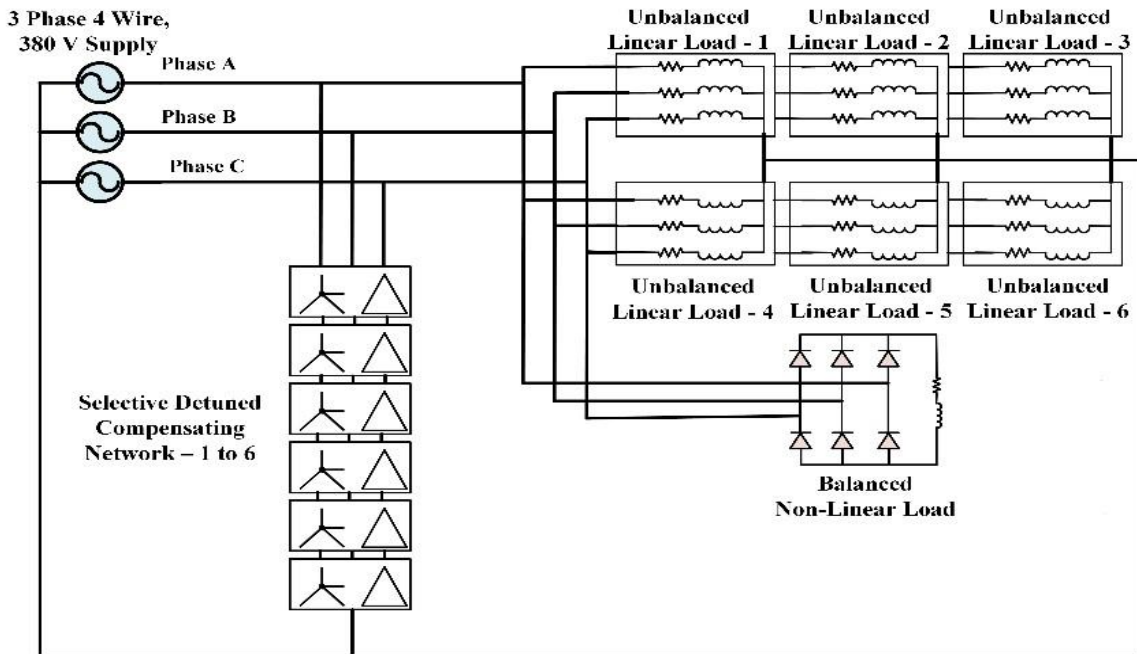 3 Phase 4 Wire,
380 V Supply
Phase A
Phase B
Phase C
Unbalanced
Linear Load - 1
Unbalanced
Linear Load - 2
Unbalanced
Linear Load - 3
Unbalanced
Linear Load - 4
Unbalanced
Linear Load - 5
Unbalanced
Linear Load - 6
Selective Detuned
Compensating
Network – 1 to 6
Balanced
Non-Linear Load